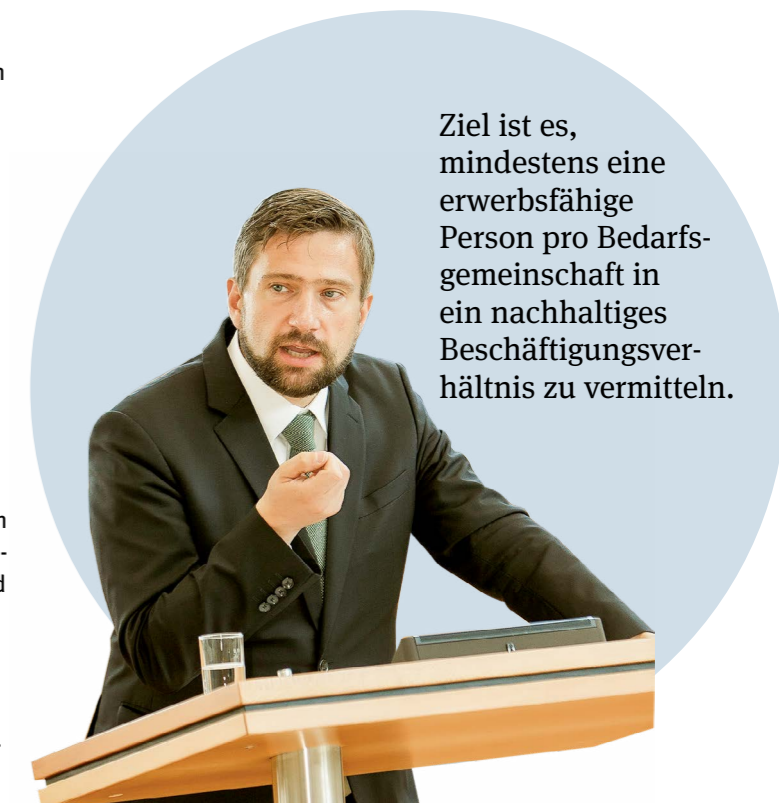 Ziel ist es,
mindestens eine
erwerbsfähige
Person pro Bedarfs-
gemeinschaft in
ein nachhaltiges
Beschäftigungsver-
hältnis zu vermitteln.